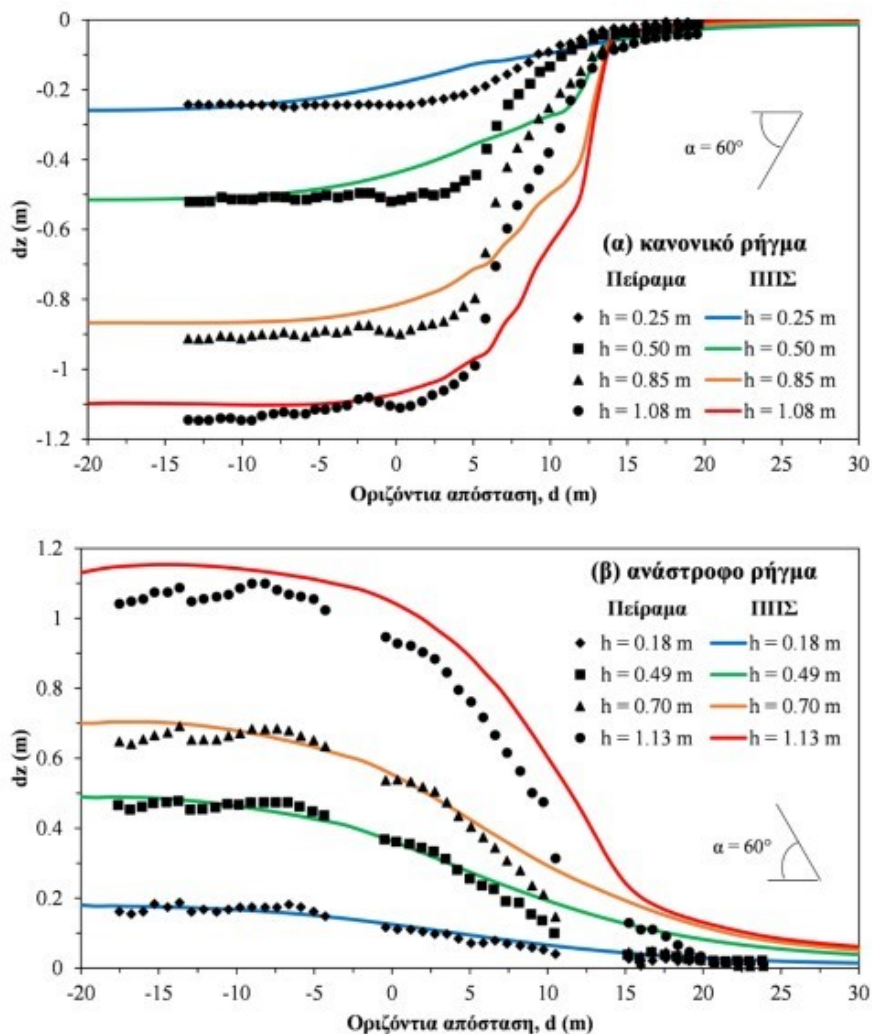 0
-0.2
-0.4
-0.6
-0.8
-1
-1.2
dz (m)
α = 60°
(α) κανονικό ρήγμα
Πείραμα ΠΠΣ
h = 0.25 m h = 0.25 m
h = 0.50 m h = 0.50 m
h = 0.85 m h = 0.85 m
h = 1.08 m h = 1.08 m
-20 -15 -10 -5 0 5 10 15 20 25 30
Οριζόντια απόσταση, d (m)
1.2
1
0.8
0.6
0.4
0.2
0
dz (m)
(β) ανάστροφο ρήγμα
Πείραμα ΠΠΣ
h = 0.18 m h = 0.18 m
h = 0.49 m h = 0.49 m
h = 0.70 m h = 0.70 m
h = 1.13 m h = 1.13 m
α = 60°
-20 -15 -10 -5 0 5 10 15 20 25 30
Οριζόντια απόσταση, d (m)